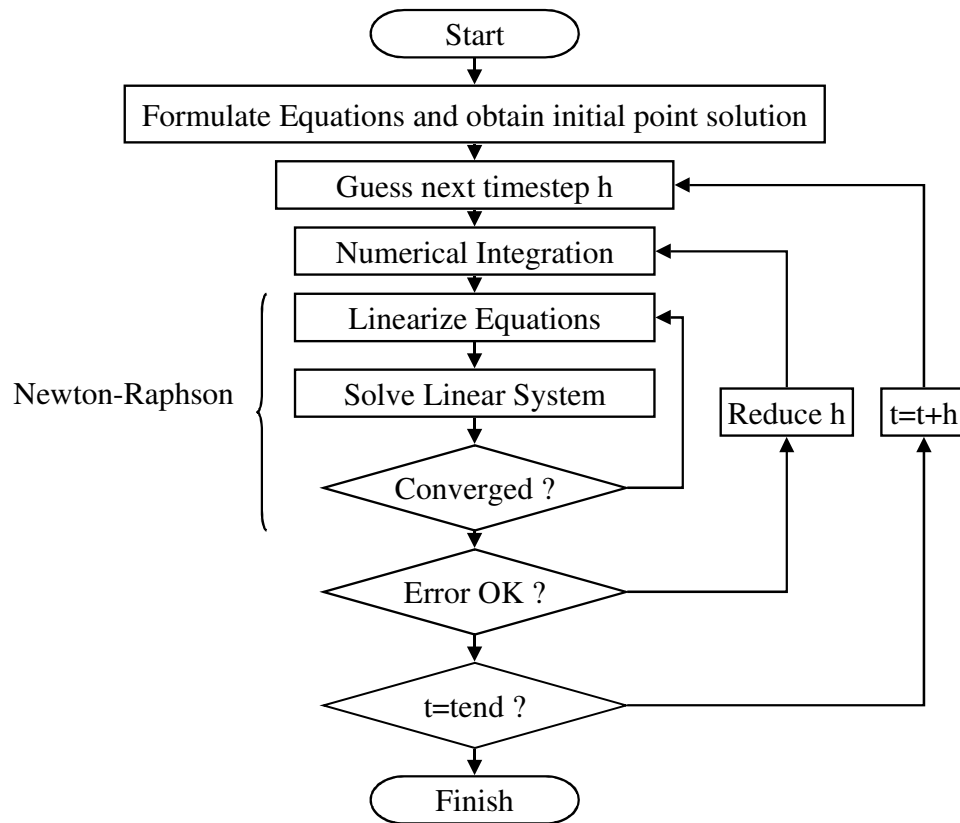 Start
Formulate Equations and obtain initial point solution
Guess next timestep h
Numerical Integration
Linearize Equations
Newton-Raphson
Solve Linear System
Reduce h
t=t+h
Converged ?
Error OK ?
t=tend ?
Finish